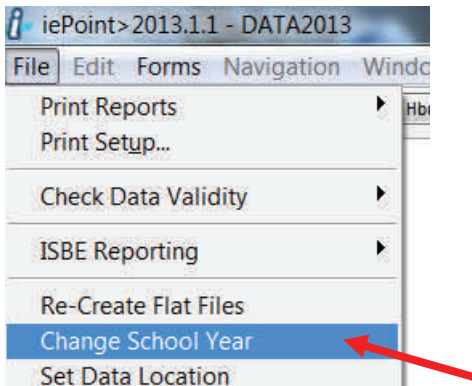 iePoint>2013.1.1 - DATA2013
File Edit Forms Navigation
Print Reports
Print Setup...
Check Data Validity
ISBE Reporting
Re-Create Flat Files
Change School Year
Set Data Location